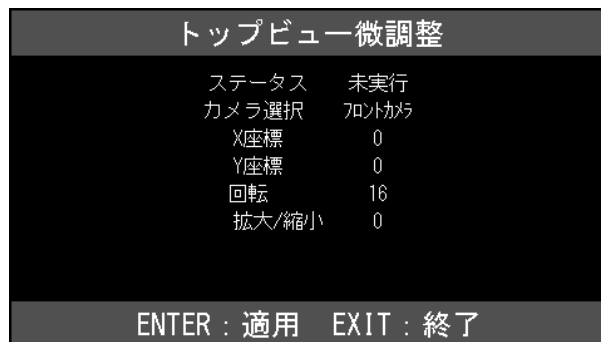 トップビュー微調整
ステータス 未実行
カメラ選択 フロントカメラ
X座標 0
Y座標 0
回転 16
拡大/縮小 0
ENTER：適用 EXIT：終了